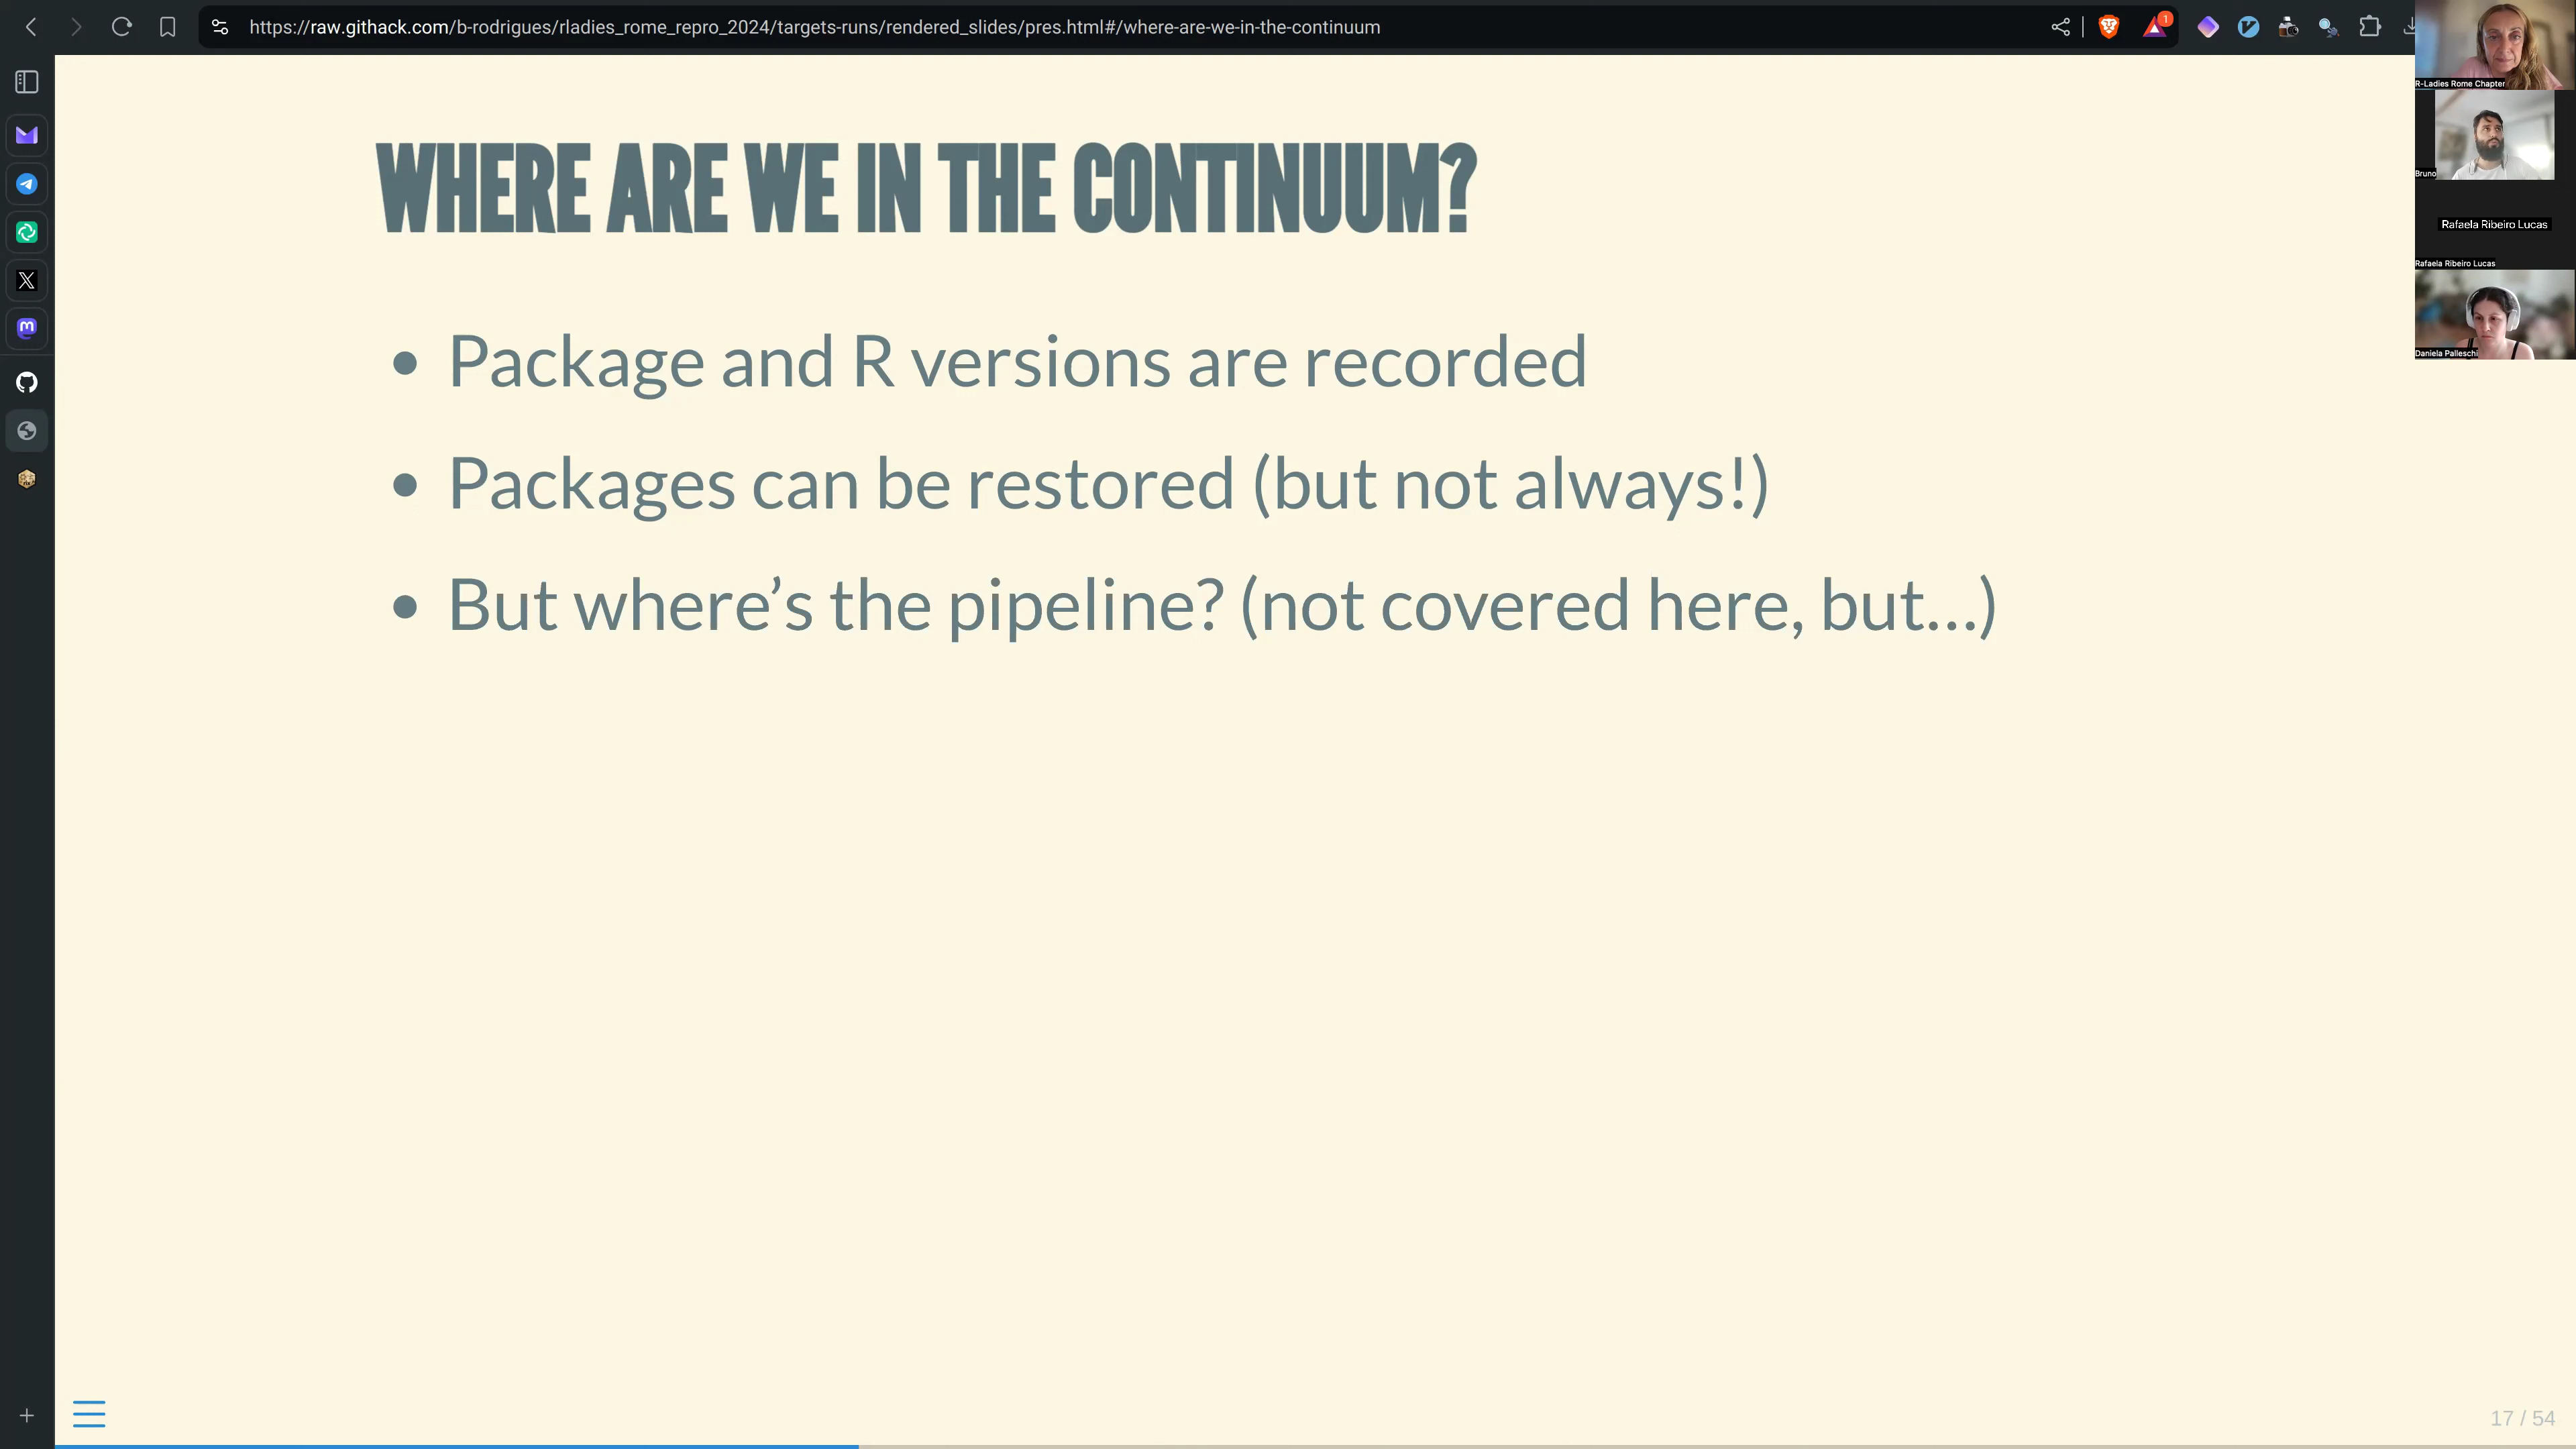 https://raw.githack.com/b-rodrigues/rladies_rome_repro_2024/targets-runs/rendered_slides/pres.html#/where-are-we-in-the-continuum
1
R-Ladies Rome Chapter
Bruno
Rafaela Ribeiro Lucas
Rafaela Ribeiro Lucas
Daniela Palleschi
WHERE ARE WE IN THE CONTINUUM?
• Package and R versions are recorded
• Packages can be restored (but not always!)
• But where’s the pipeline? (not covered here, but…)
17 / 54